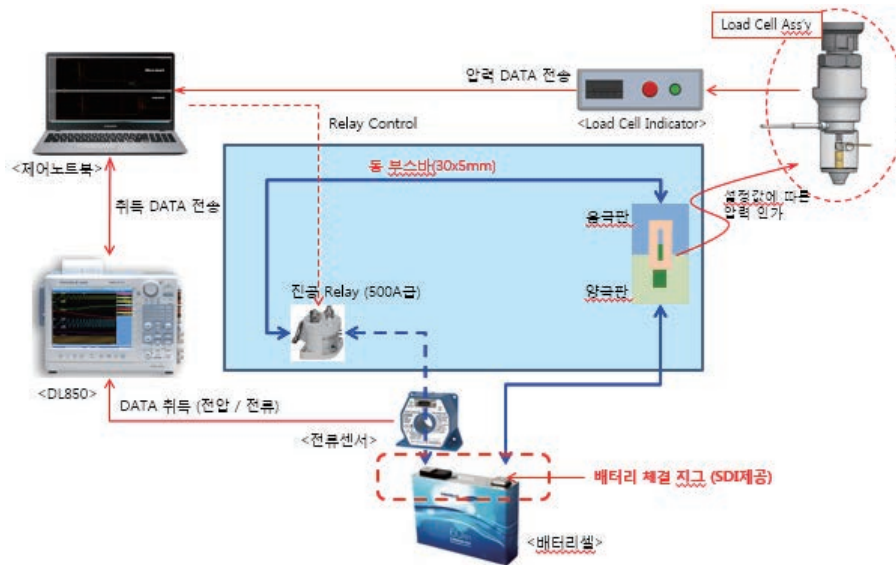 Load Cell Ass'y
압력 DATA 전송
Relay Control
<Load Cell Indicator>
<제어노트북>
동 부스바(30x5mm)
설정값에 따른
압력 인가
취득 DATA 전송
음극판
진공 Relay (500A급)
양극판
<DL850>
DATA 취득 (전압 / 전류)
<전류센서>
배터리 체결 지그 (SDI제공)
<배터리셀>